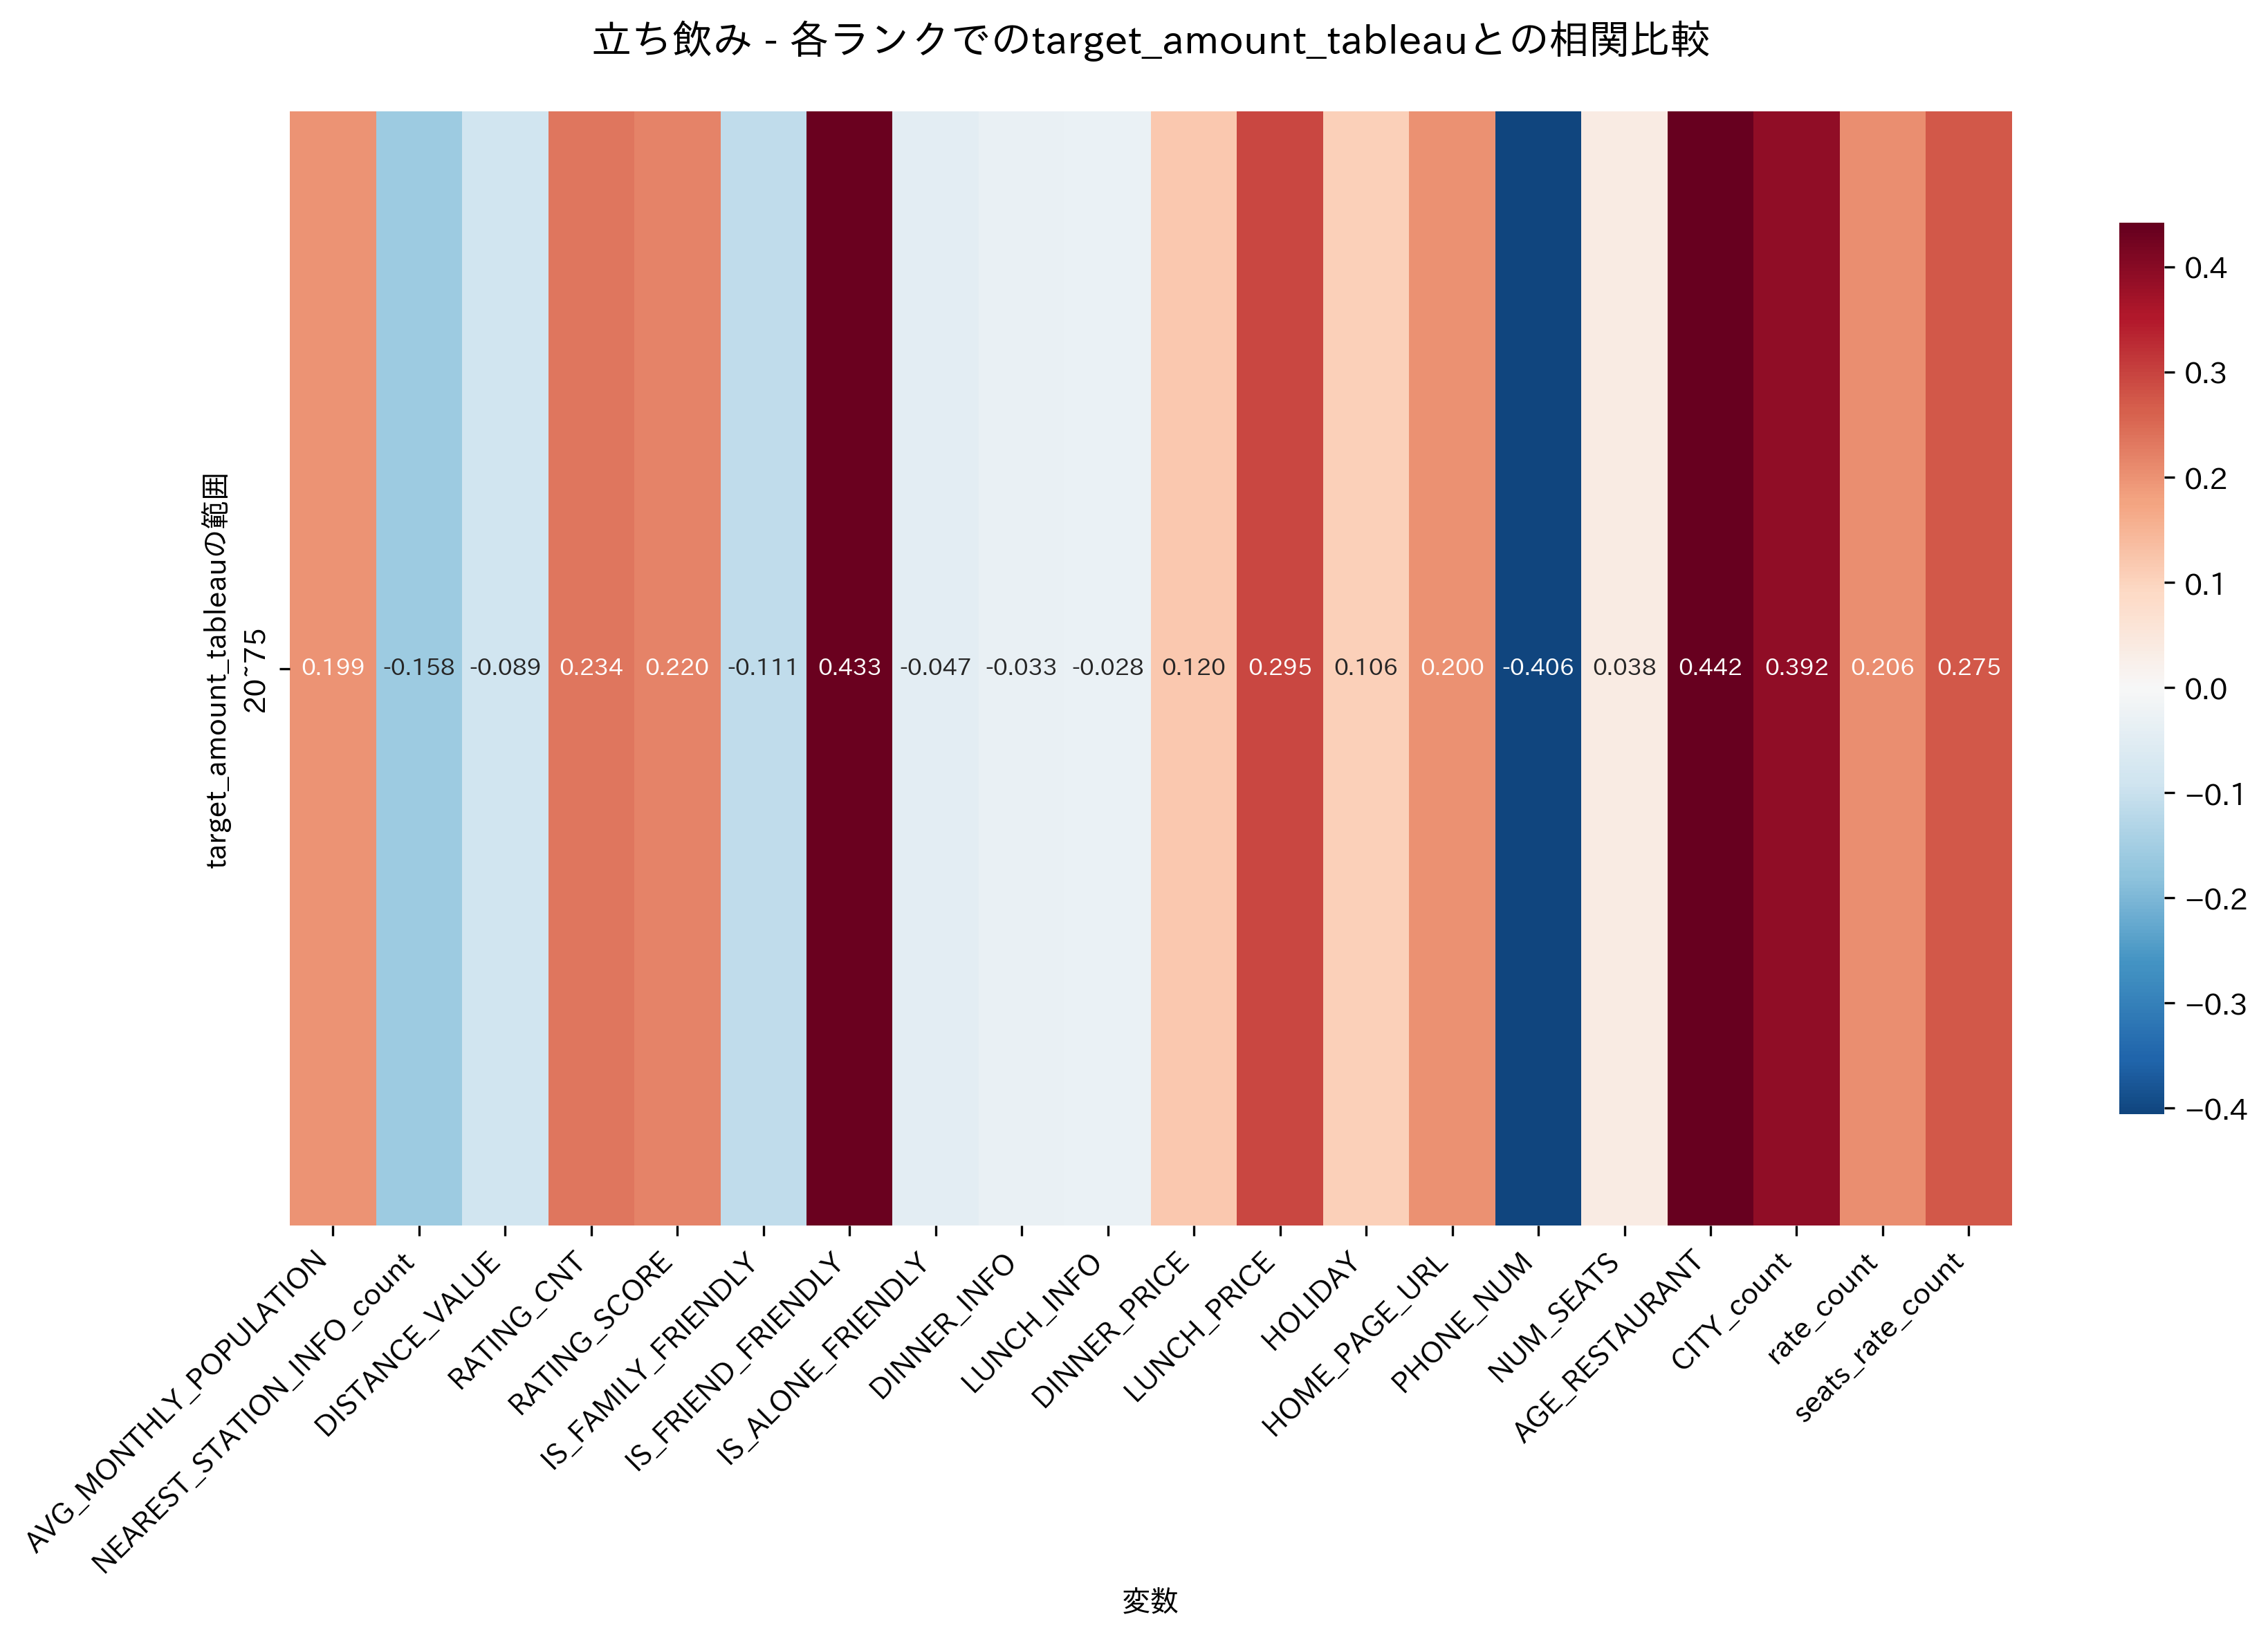 立ち飲み - 各ランクでのtarget_amount_tableauとの相関比較
target_amount_tableauの範囲
20~75
0.199 -0.158 -0.089 0.234 0.220 -0.111 0.433 -0.047 -0.033 -0.028 0.120 0.295 0.106 0.200 -0.406 0.038 0.442 0.392 0.206 0.275
AVG_MONTHLY_POPULATION
NEAREST_STATION_INFO_count
DISTANCE_VALUE
RATING_CNT
RATING_SCORE
IS_FAMILY_FRIENDLY
IS_FRIEND_FRIENDLY
IS_ALONE_FRIENDLY
DINNER_INFO
LUNCH_INFO
DINNER_PRICE
LUNCH_PRICE
HOLIDAY
HOME_PAGE_URL
PHONE_NUM
NUM_SEATS
AGE_RESTAURANT
CITY_count
rate_count
seats_rate_count
変数
0.4
0.3
0.2
0.1
0.0
−0.1
−0.2
−0.3
−0.4